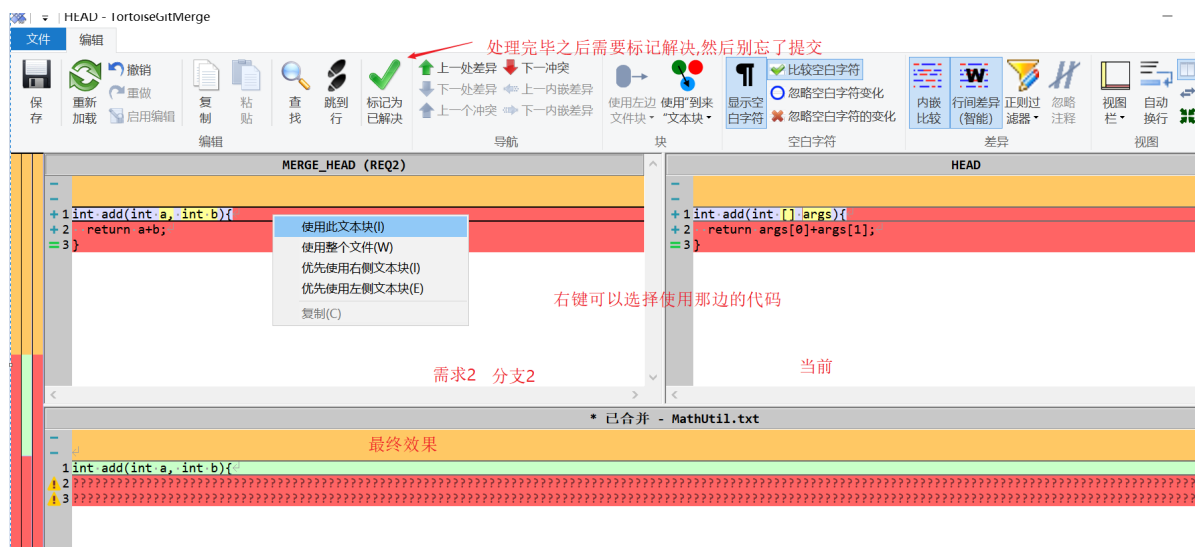 HEAD - TortoiseGitMerge
文件 编辑
处理完毕之后需要标记解决,然后别忘了提交
保存
重新加载
撤销
重做
启用编辑
复制
粘贴
查找
跳到行
标记为已解决
上一处差异
下一冲突
下一处差异
上一内嵌差异
上一个冲突
下一内嵌差异
使用左边文件块
使用“到来“文本块
显示空白字符
比较空白字符
忽略空白字符变化
忽略空白字符的变化
内嵌比较
行间差异(智能)
正则过滤器
忽略注释
视图栏
自动换行
编辑
导航
块
空白字符
差异
视图
MERGE_HEAD (REQ2)
1 int·add(int·a,·int·b){
2 return a+b;
3 }
使用此文本块(I)
使用整个文件(W)
优先使用右侧文本块(I)
优先使用左侧文本块(E)
复制(C)
HEAD
1 int·add(int·[]·args){
2 return args[0]+args[1];
3 }
右键可以选择使用那边的代码
当前
需求2 分支2
* 已合并 - MathUtil.txt
最终效果
1 int·add(int·a,·int·b){
2
3